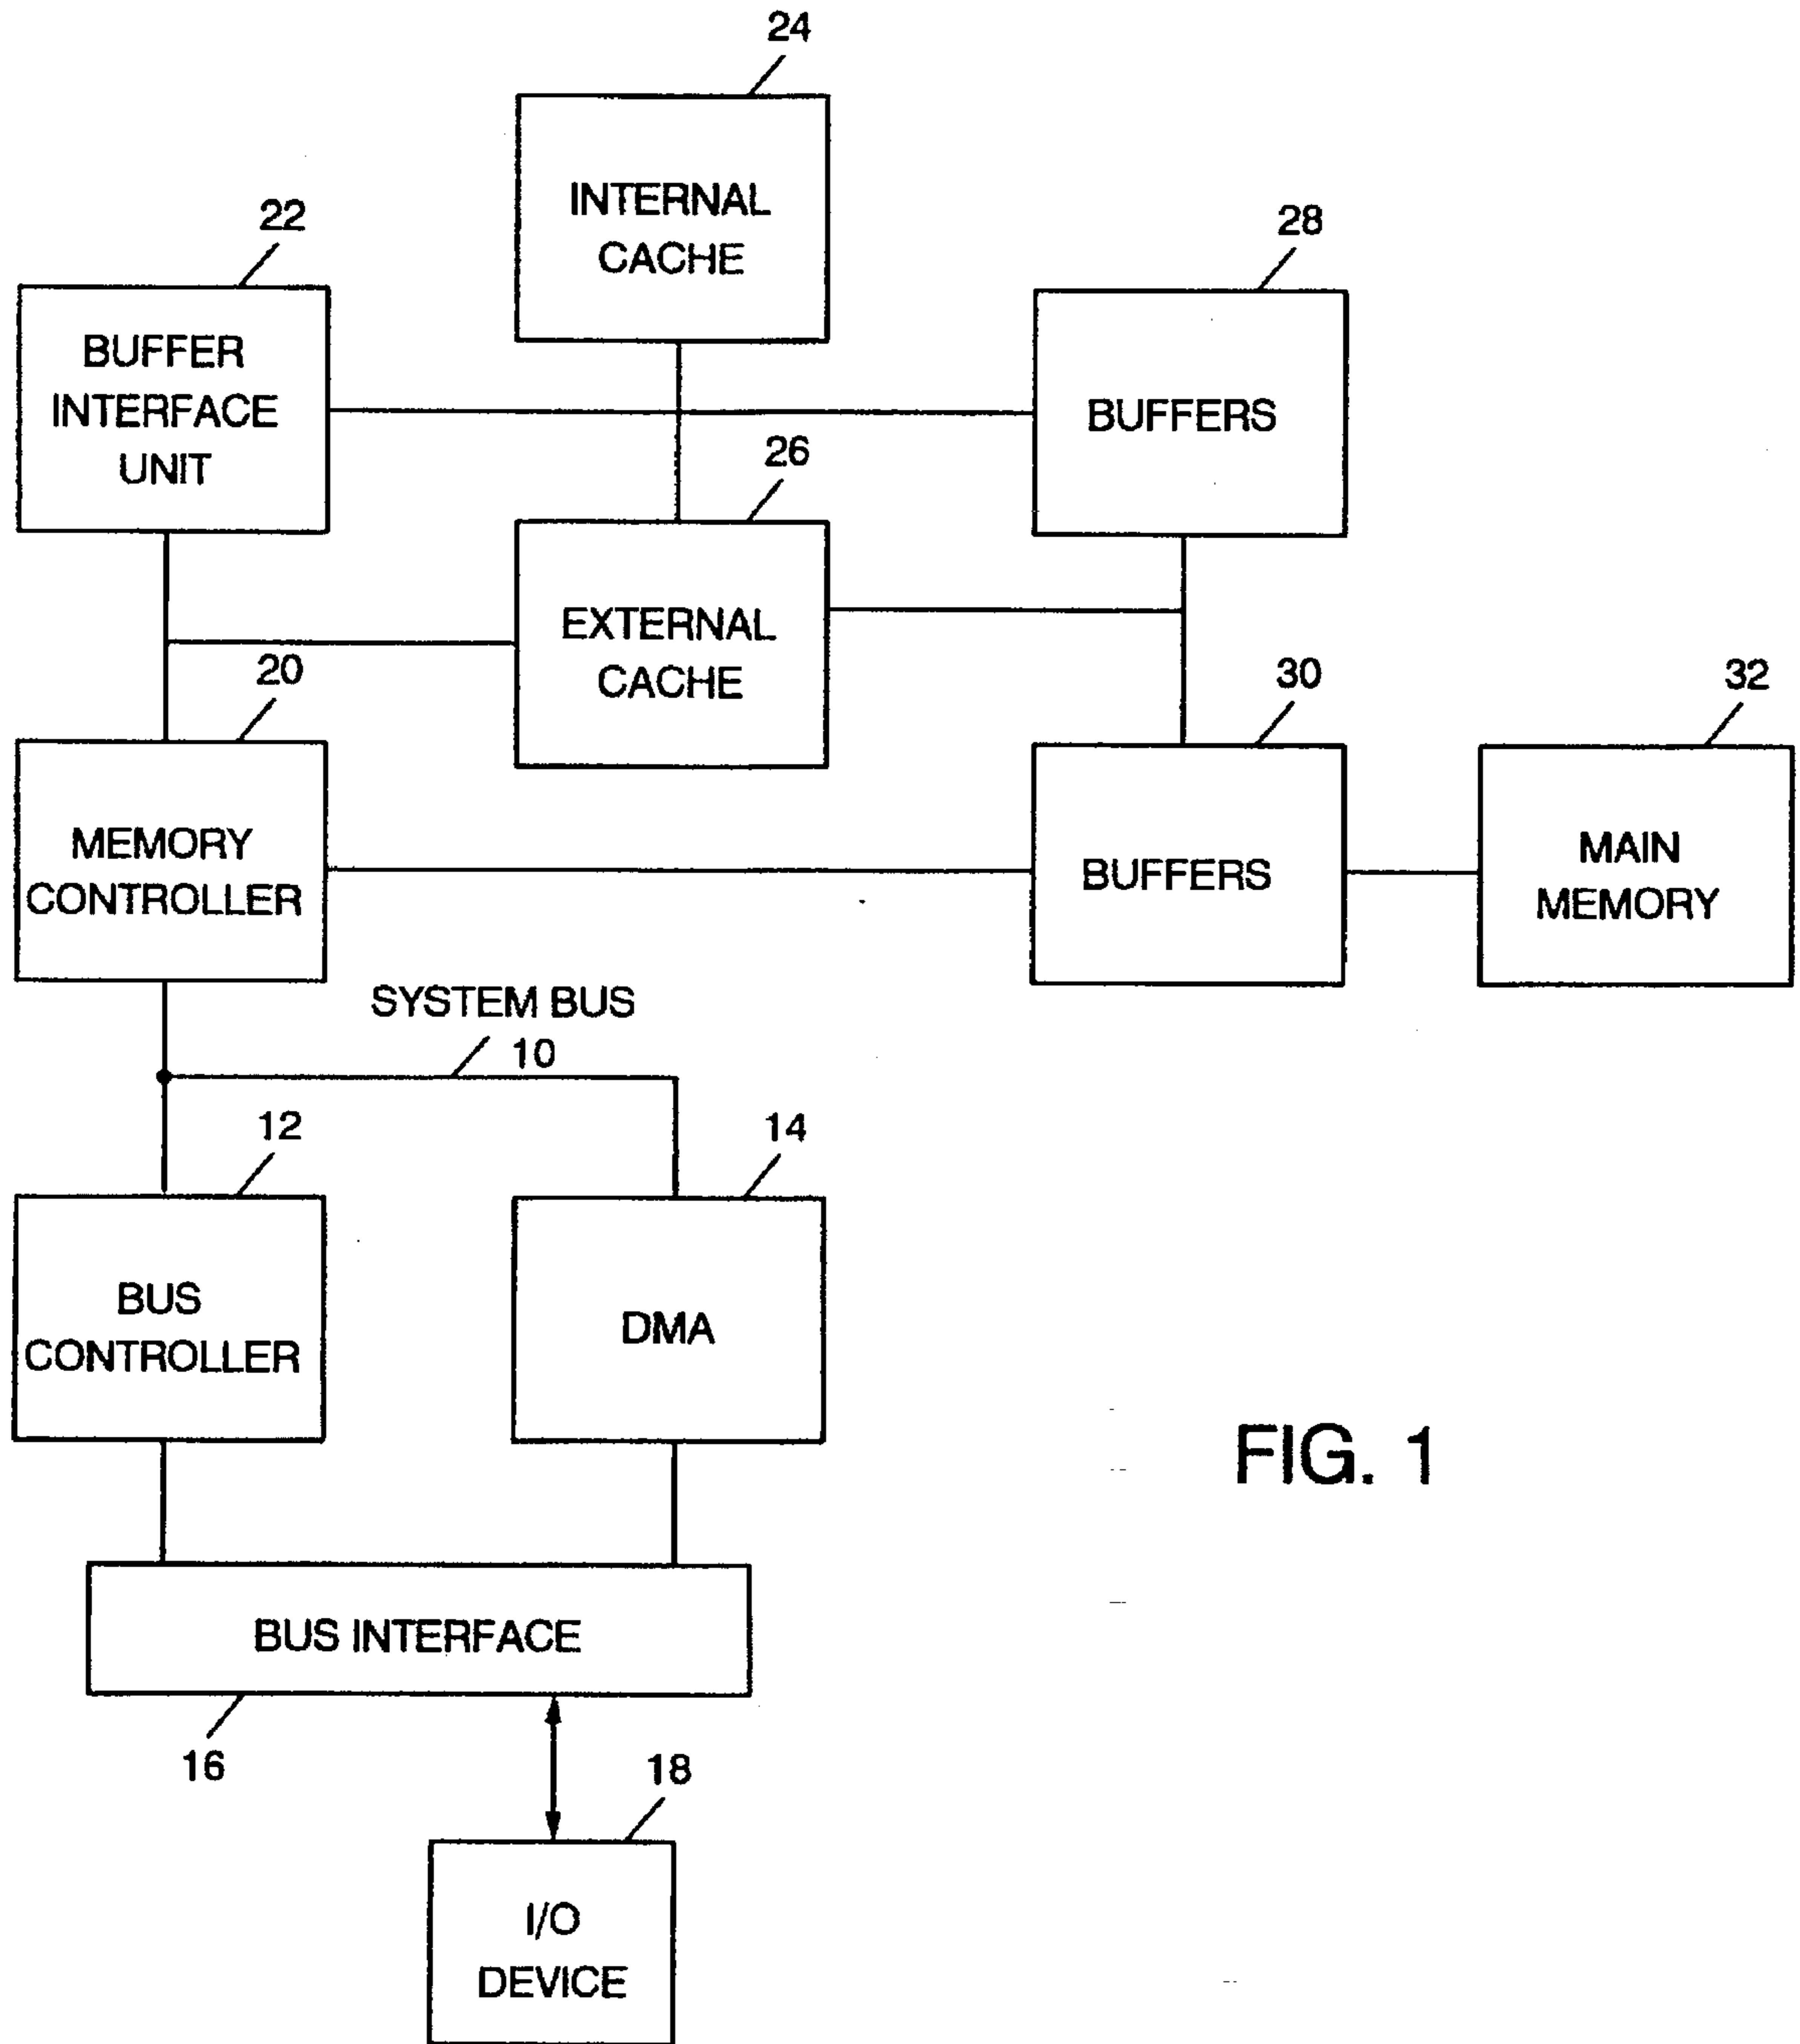 24
INTERNAL
CACHE
22
BUFFER
INTERFACE
UNIT
28
BUFFERS
26
EXTERNAL
CACHE
20
MEMORY
CONTROLLER
30
BUFFERS
32
MAIN
MEMORY
SYSTEM BUS
10
12
BUS
CONTROLLER
14
DMA
FIG. 1
BUS INTERFACE
16
18
I/O
DEVICE